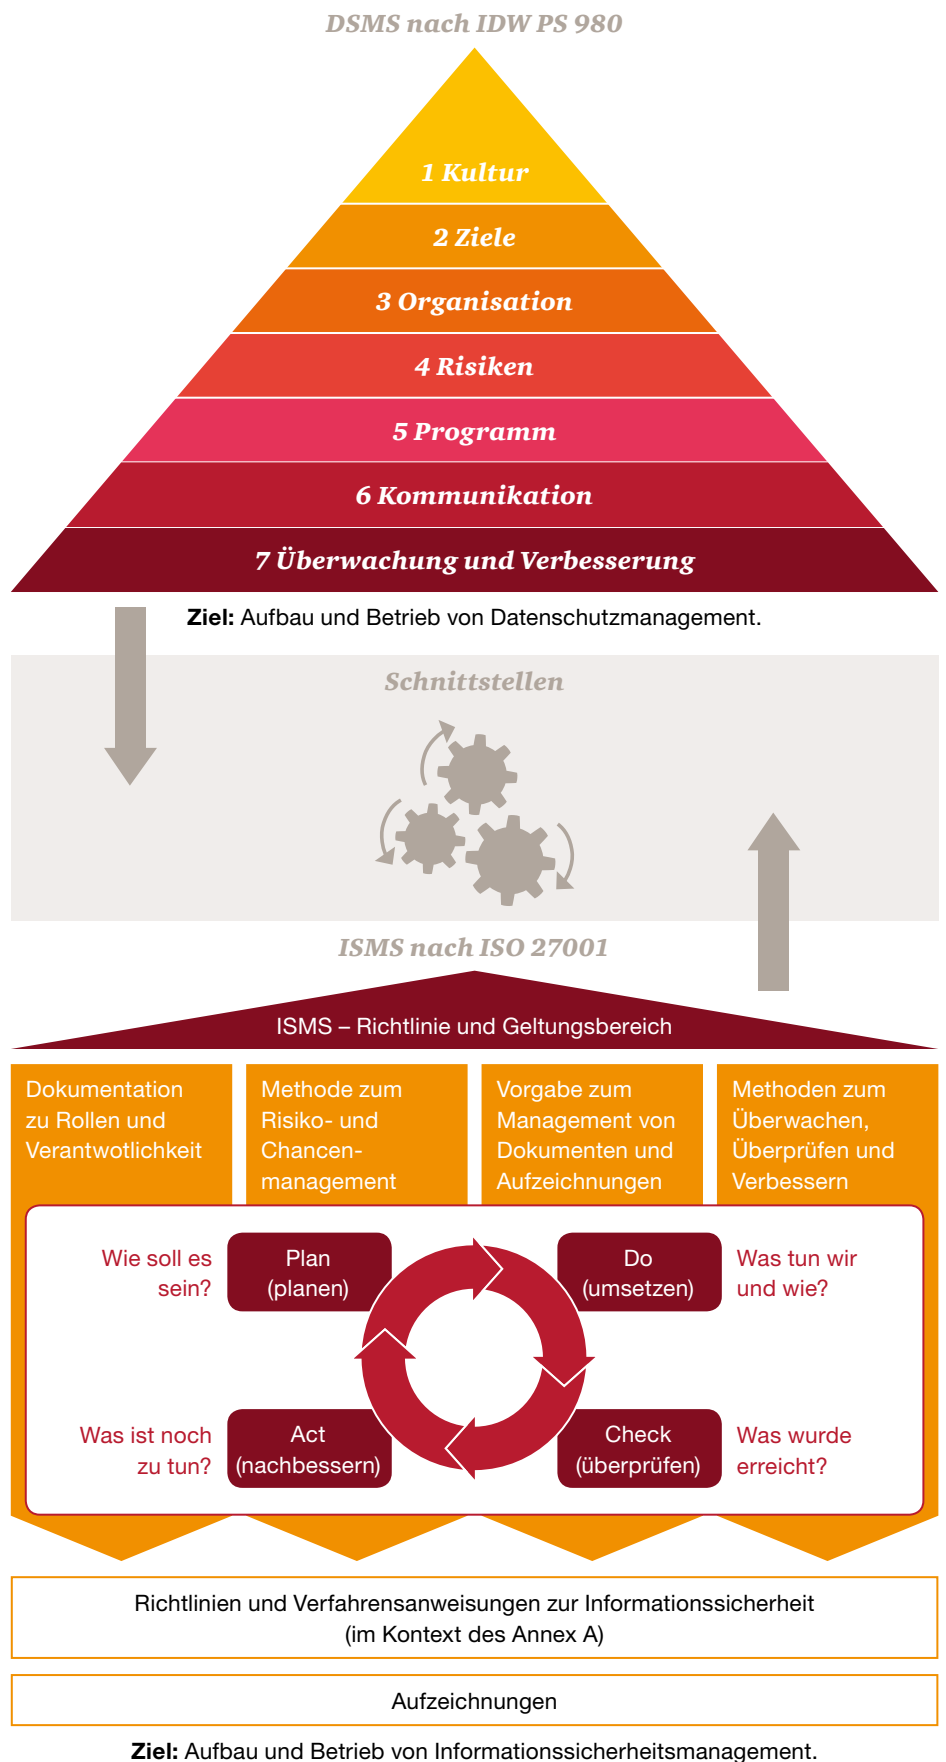 DSMS nach IDW PS 980
1 Kultur
2 Ziele
3 Organisation
4 Risiken
5 Programm
6 Kommunikation
7 Überwachung und Verbesserung
Ziel: Aufbau und Betrieb von Datenschutzmanagement.
Schnittstellen
ISMS nach ISO 27001
ISMS – Richtlinie und Geltungsbereich
Dokumentation
zu Rollen und
Verantwotlichkeit
Methode zum
Risiko- und
Chancen-
management
Vorgabe zum
Management von
Dokumenten und
Aufzeichnungen
Methoden zum
Überwachen,
Überprüfen und
Verbessern
Wie soll es
sein?
Plan
(planen)
Do
(umsetzen)
Was tun wir
und wie?
Was ist noch
zu tun?
Act
(nachbessern)
Check
(überprüfen)
Was wurde
erreicht?
Richtlinien und Verfahrensanweisungen zur Informationssicherheit
(im Kontext des Annex A)
Aufzeichnungen
Ziel: Aufbau und Betrieb von Informationssicherheitsmanagement.